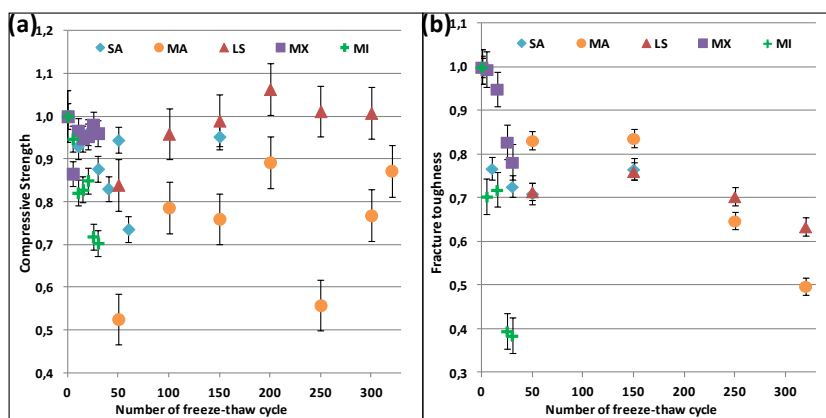 (a)
SA MA LS MX MI
Compressive Strength
1,2
1,1
1,0
0,9
0,8
0,7
0,6
0,5
0,4
0 50 100 150 200 250 300
Number of freeze-thaw cycle
(b)
SA MA LS MX MI
Fracture toughness
1,1
1,0
0,9
0,8
0,7
0,6
0,5
0,4
0,3
0 50 100 150 200 250 300
Number of freeze-thaw cycle